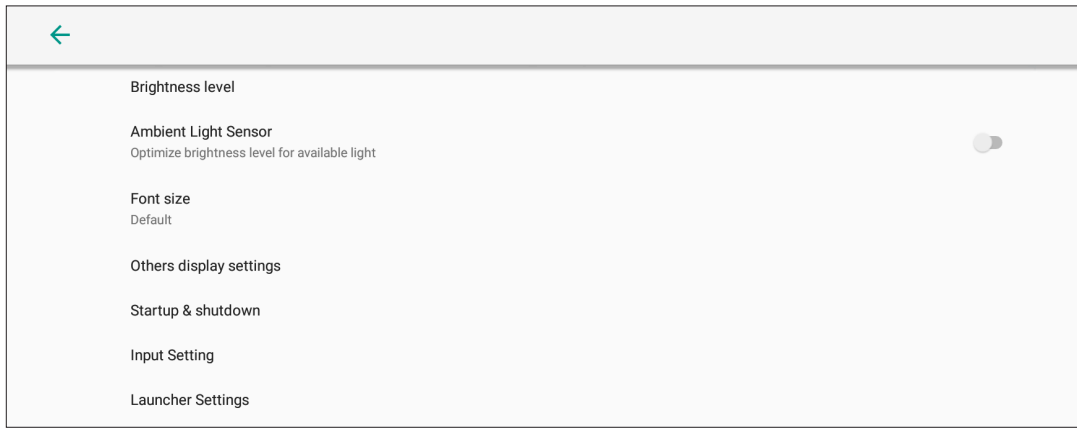 Brightness level
Ambient Light Sensor
Optimize brightness level for available light
Font size
Default
Others display settings
Startup & shutdown
Input Setting
Launcher Settings